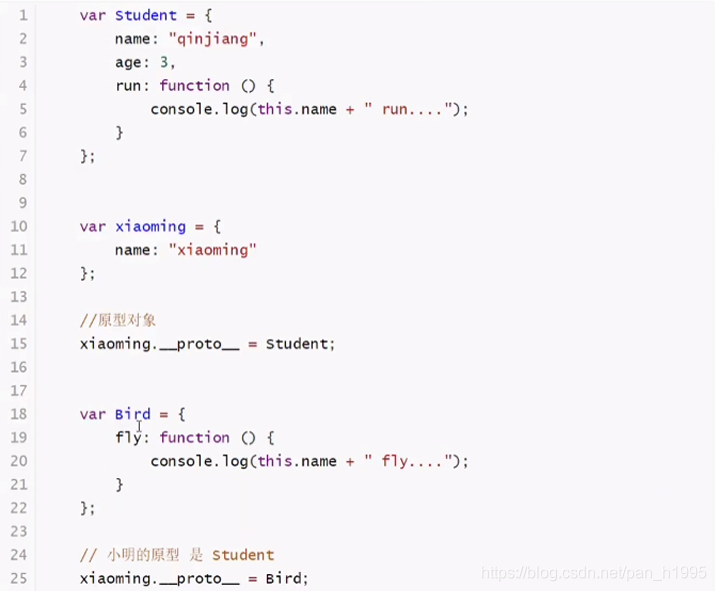 1 var Student = {
2 name: "qinjiang",
3 age: 3,
4 run: function () {
5 console.log(this.name + " run....");
6 }
7 };
8
9
10 var xiaoming = {
11 name: "xiaoming"
12 };
13
14 //原型对象
15 xiaoming.__proto__ = Student;
16
17
18 var Bird = {
19 fly: function () {
20 console.log(this.name + " fly....");
21 }
22 };
23
24 // 小明的原型 是 Student
25 xiaoming.__proto__ = Bird;
https://blog.csdn.net/pan_h1995